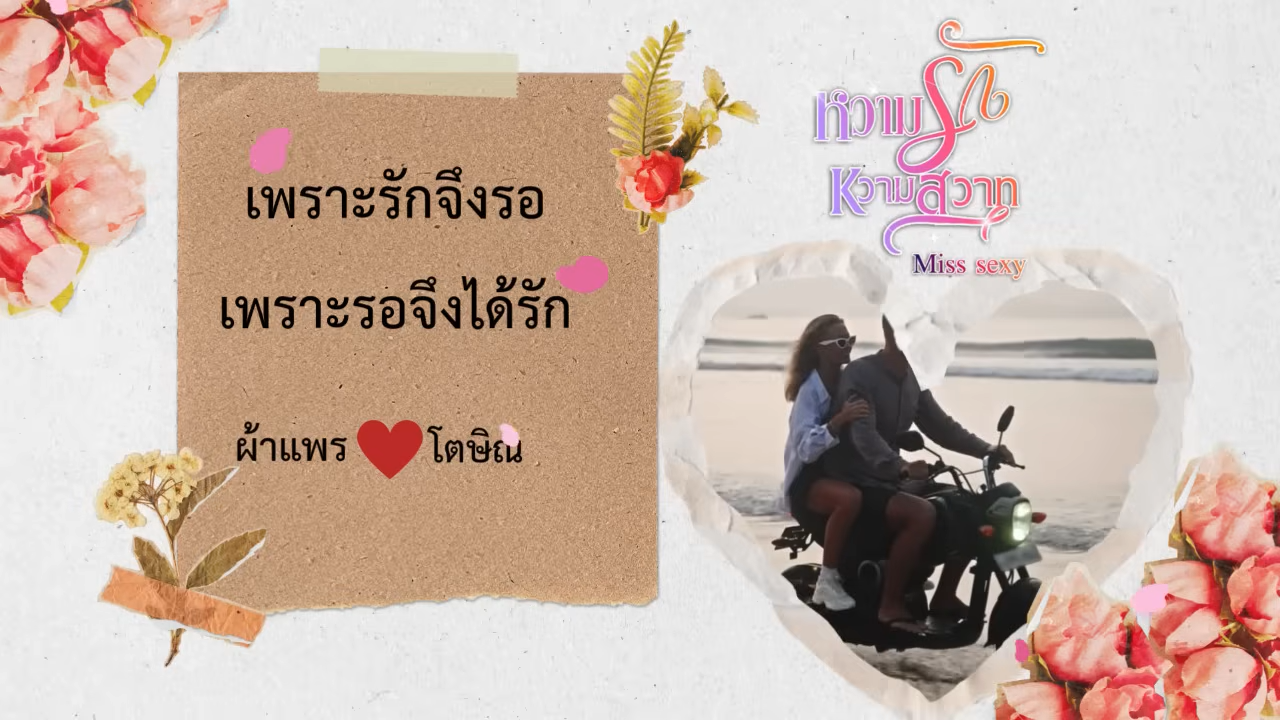 เพราะรักจึงรอ
เพราะรอจึงได้รัก
ผ้าแพร
โตษิณ
หวามรัก
Kวามสวาท
Miss sexy